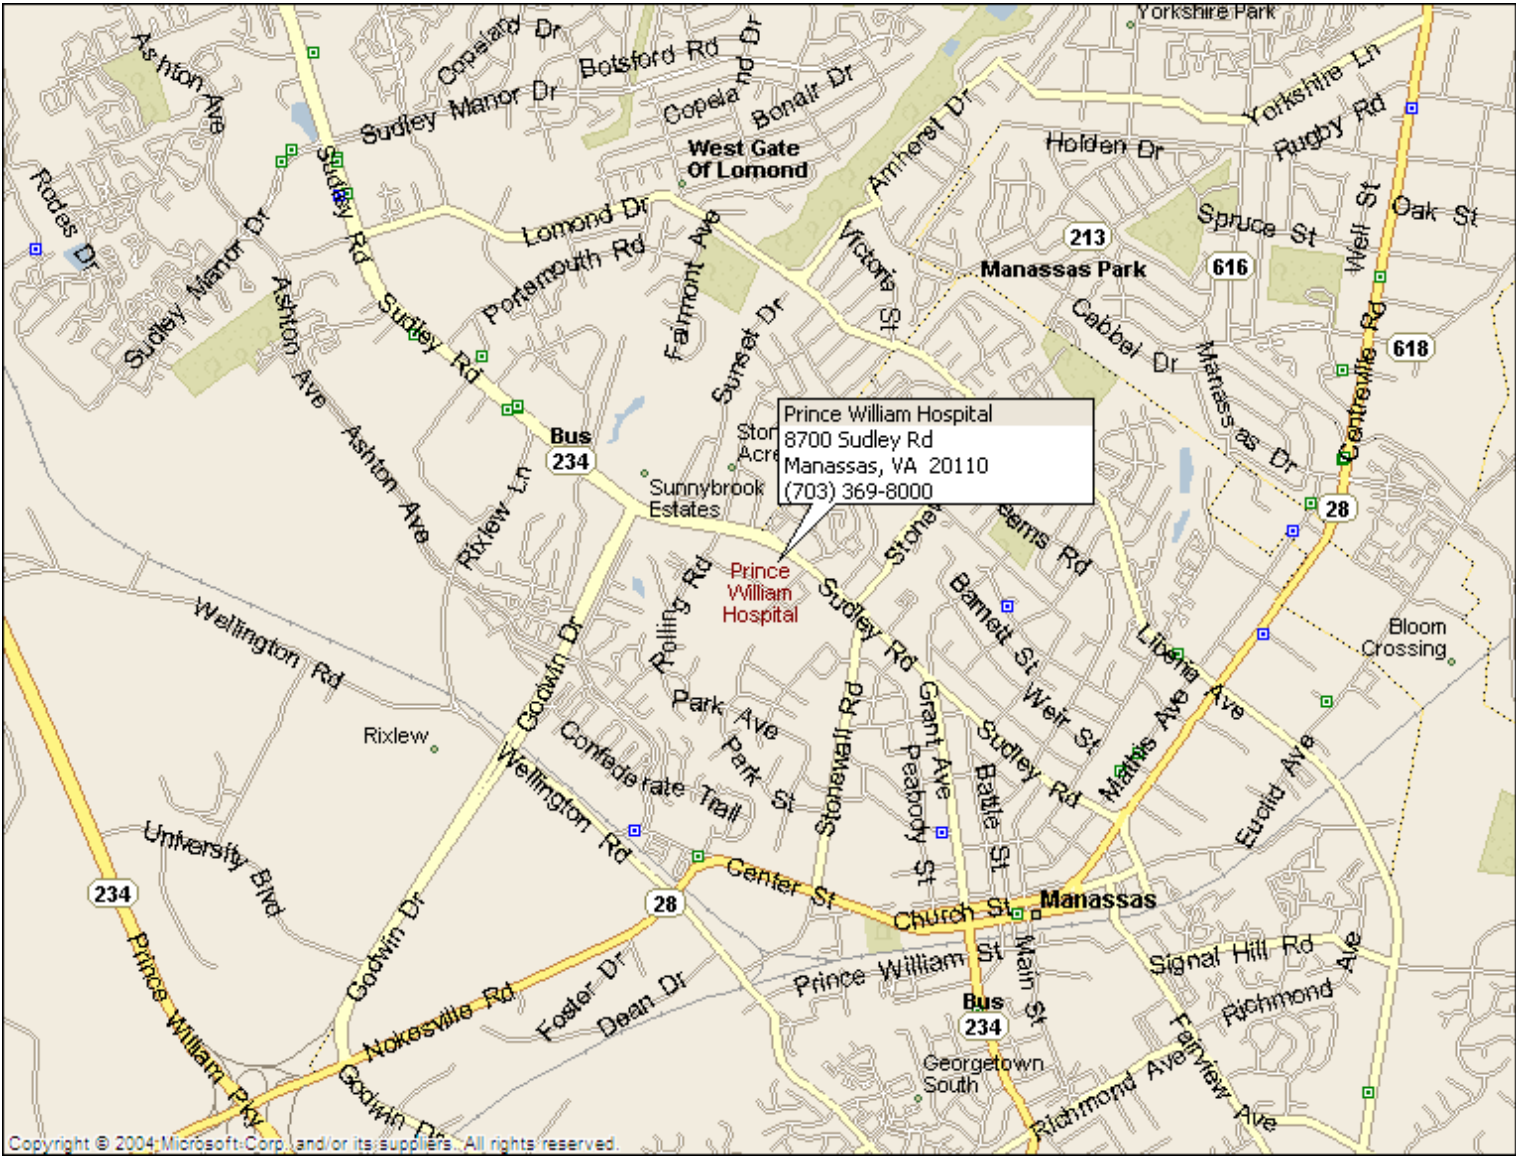 Yorkshire Park
Ashton Ave
Copeland Dr
Botsford Rd
Sudley Manor Dr
Copeland Dr
Bonair Dr
Yorkshire Ln
Rugby Rd
West Gate
Of Lomond
Amherst Dr
Holden Dr
Sudley Rd
Rodes Dr
Lomond Dr
Well St
Oak St
Spruce St
213
616
Manassas Park
Sudley Manor Dr
Portsmouth Rd
Fairmont Ave
Victoria St
Ashton Ave
Sudley Rd
Sunset Dr
Cabbel Dr
Manassas Dr
Centreville Rd
618
Prince William Hospital
8700 Sudley Rd
Manassas, VA 20110
(703) 369-8000
Bus
234
Ashton Ave
Rixlew Ln
Sunnybrook
Estates
28
Prince
William
Hospital
Rolling Rd
Sudley Rd
Barnett St
Wellington Rd
Godwin Dr
Liberia Ave
Bloom
Crossing
Park Ave
Stonewall Rd
Grant Ave
Weir St
Mathis Ave
Rixlew
Wellington Rd
Confederate Trail
Park St
Peabody St
Battle St
Sudley Rd
Euclid Ave
University Blvd
234
28
Center St
Church St
Manassas
Prince William Pky
Godwin Dr
Nokesville Rd
Foster Dr
Dean Dr
Prince William St
Main St
Signal Hill Rd
Richmond Ave
Bus
234
Georgetown
South
Richmond Ave
Fairview Ave
Godwin Dr
Copyright © 2004 Microsoft Corp. and/or its suppliers. All rights reserved.